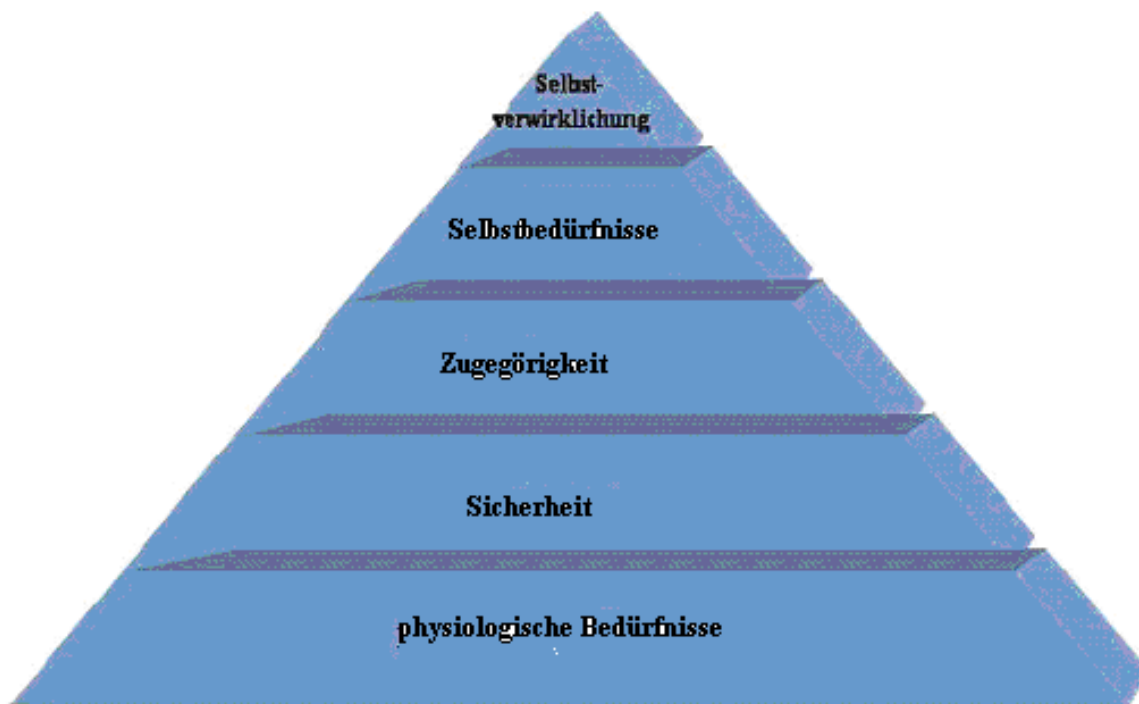 Selbst-
verwirklichung
Selbstbedürfnisse
Zugegörigkeit
Sicherheit
physiologische Bedürfnisse